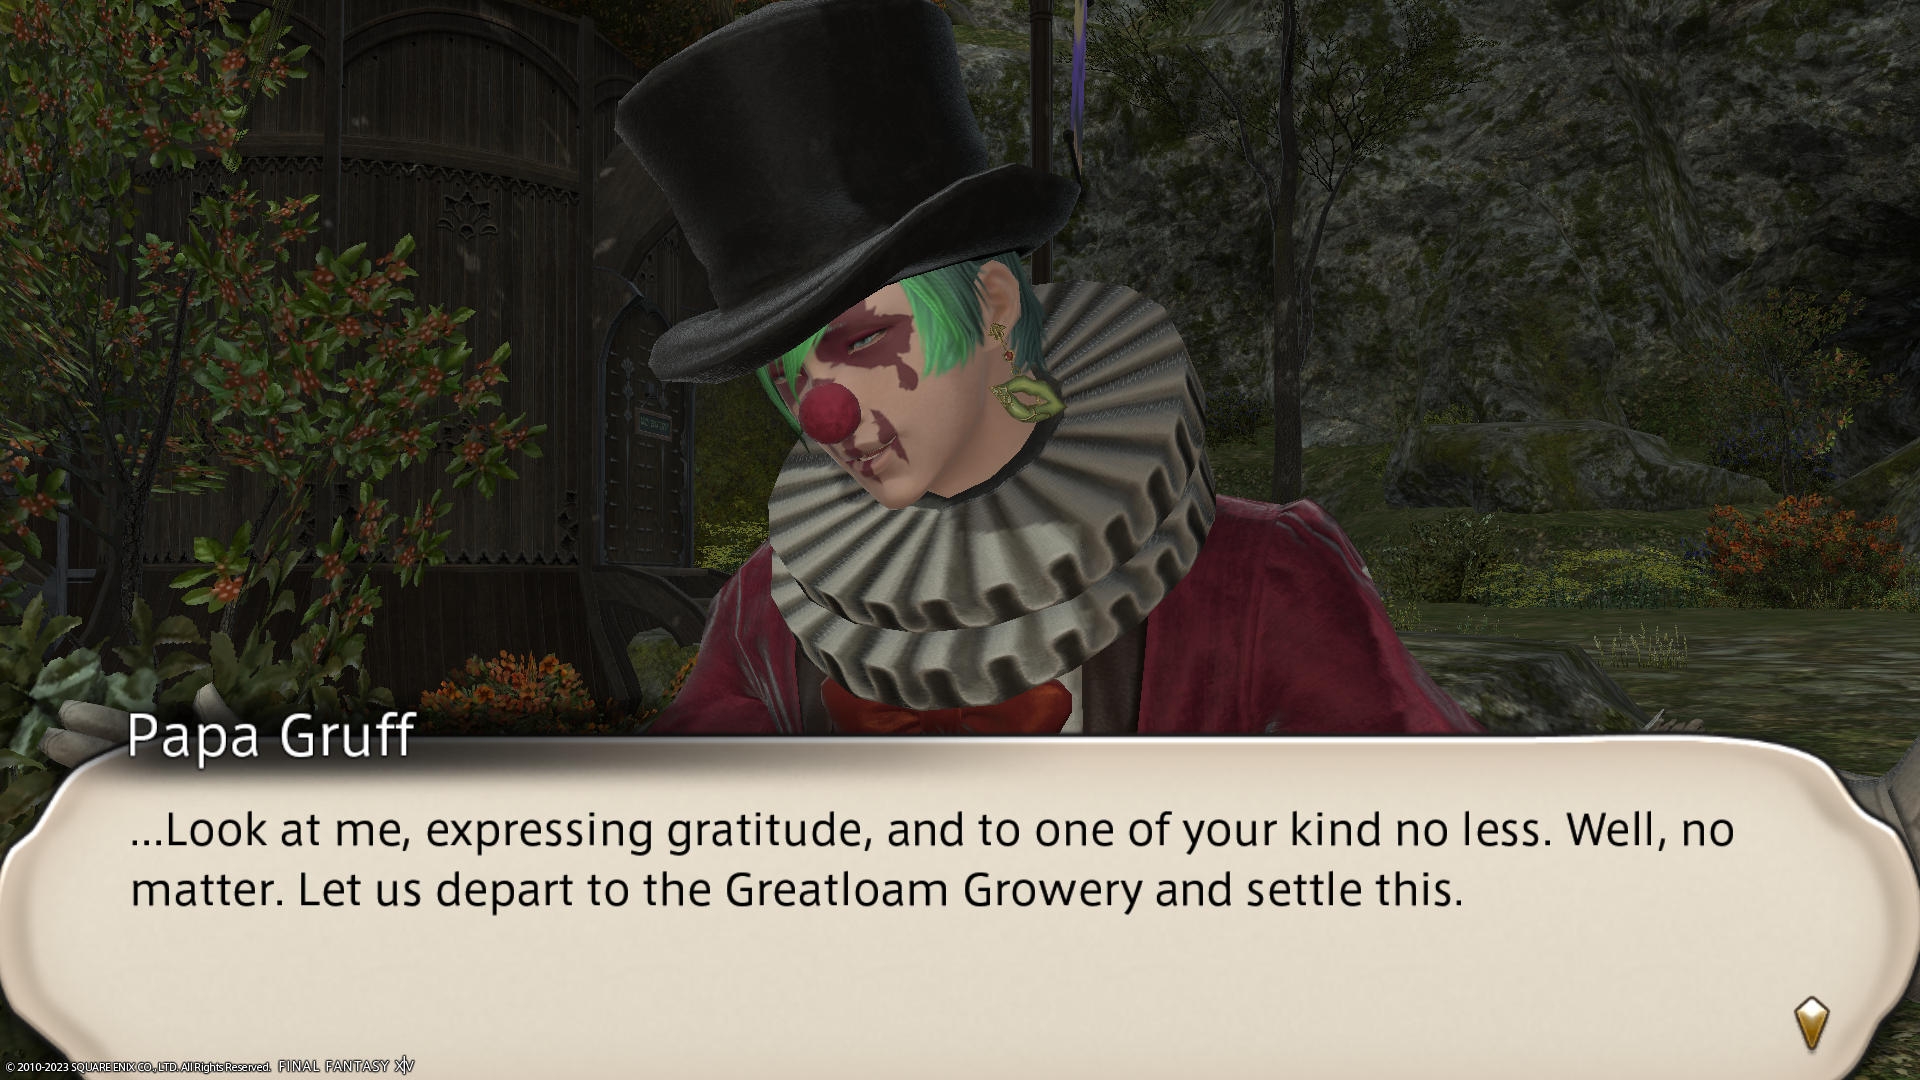 Papa Gruff
...Look at me, expressing gratitude, and to one of your kind no less. Well, no
matter. Let us depart to the Greatloam Growery and settle this.
© 2010-2023 SQUARE ENIX CO., LTD. All Rights Reserved. FINAL FANTASY XIV